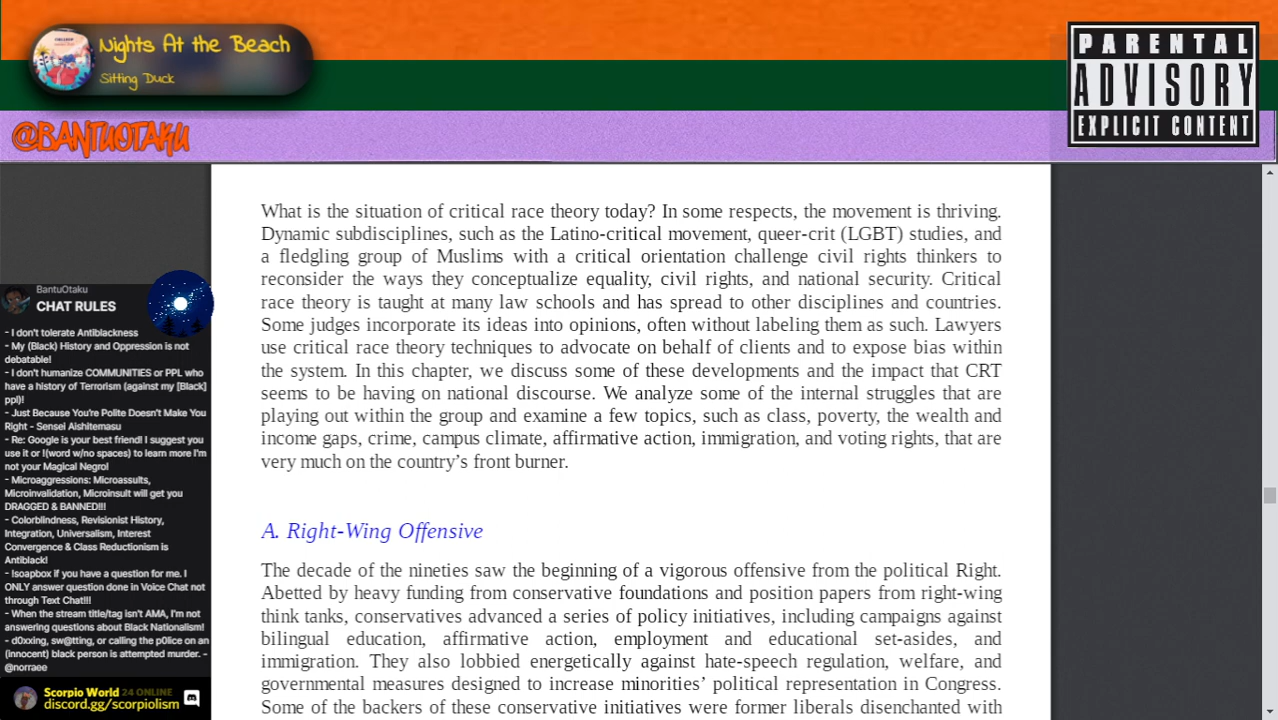 Nights At the Beach
Sitting Duck
PARENTAL
ADVISORY
EXPLICIT CONTENT
@BANTUOTAKU
What is the situation of critical race theory today? In some respects, the movement is thriving.
Dynamic subdisciplines, such as the Latino-critical movement, queer-crit (LGBT) studies, and
a fledgling group of Muslims with a critical orientation challenge civil rights thinkers to
reconsider the ways they conceptualize equality, civil rights, and national security. Critical
race theory is taught at many law schools and has spread to other disciplines and countries.
Some judges incorporate its ideas into opinions, often without labeling them as such. Lawyers
use critical race theory techniques to advocate on behalf of clients and to expose bias within
the system. In this chapter, we discuss some of these developments and the impact that CRT
seems to be having on national discourse. We analyze some of the internal struggles that are
playing out within the group and examine a few topics, such as class, poverty, the wealth and
income gaps, crime, campus climate, affirmative action, immigration, and voting rights, that are
very much on the country's front burner.
A. Right-Wing Offensive
The decade of the nineties saw the beginning of a vigorous offensive from the political Right.
Abetted by heavy funding from conservative foundations and position papers from right-wing
think tanks, conservatives advanced a series of policy initiatives, including campaigns against
bilingual education, affirmative action, employment and educational set-asides, and
immigration. They also lobbied energetically against hate-speech regulation, welfare, and
governmental measures designed to increase minorities' political representation in Congress.
Some of the backers of these conservative initiatives were former liberals disenchanted with
BantuOtaku
CHAT RULES
- I don't tolerate Antiblackness
- My (Black) History and Oppression is not
debatable!
- I don't humanize COMMUNITIES or PPL who
have a history of Terrorism (against my [Black]
ppl)!
- Just Because You're Polite Doesn't Make You
Right - Sensei Aishitemasu
- Re: Google is your best friend! I suggest you
use it or !(word w/no spaces) to learn more I'm
not your Magical Negro!
- Microaggressions: Microassults,
Microinvalidation, Microinsult will get you
DRAGGED & BANNED!!!
- Colorblindness, Revisionist History,
Integration, Universalism, Interest
Convergence & Class Reductionism is
Antiblack!
- !soapbox if you have a question for me. I
ONLY answer question done in Voice Chat not
through Text Chat!!!
- When the stream title/tag isn't AMA, I'm not
answering questions about Black Nationalism!
- d0xxing, sw@tting, or calling the p0lice on an
(innocent) black person is attempted murder. -
@norraee
Scorpio World 24 ONLINE
discord.gg/scorpiolism